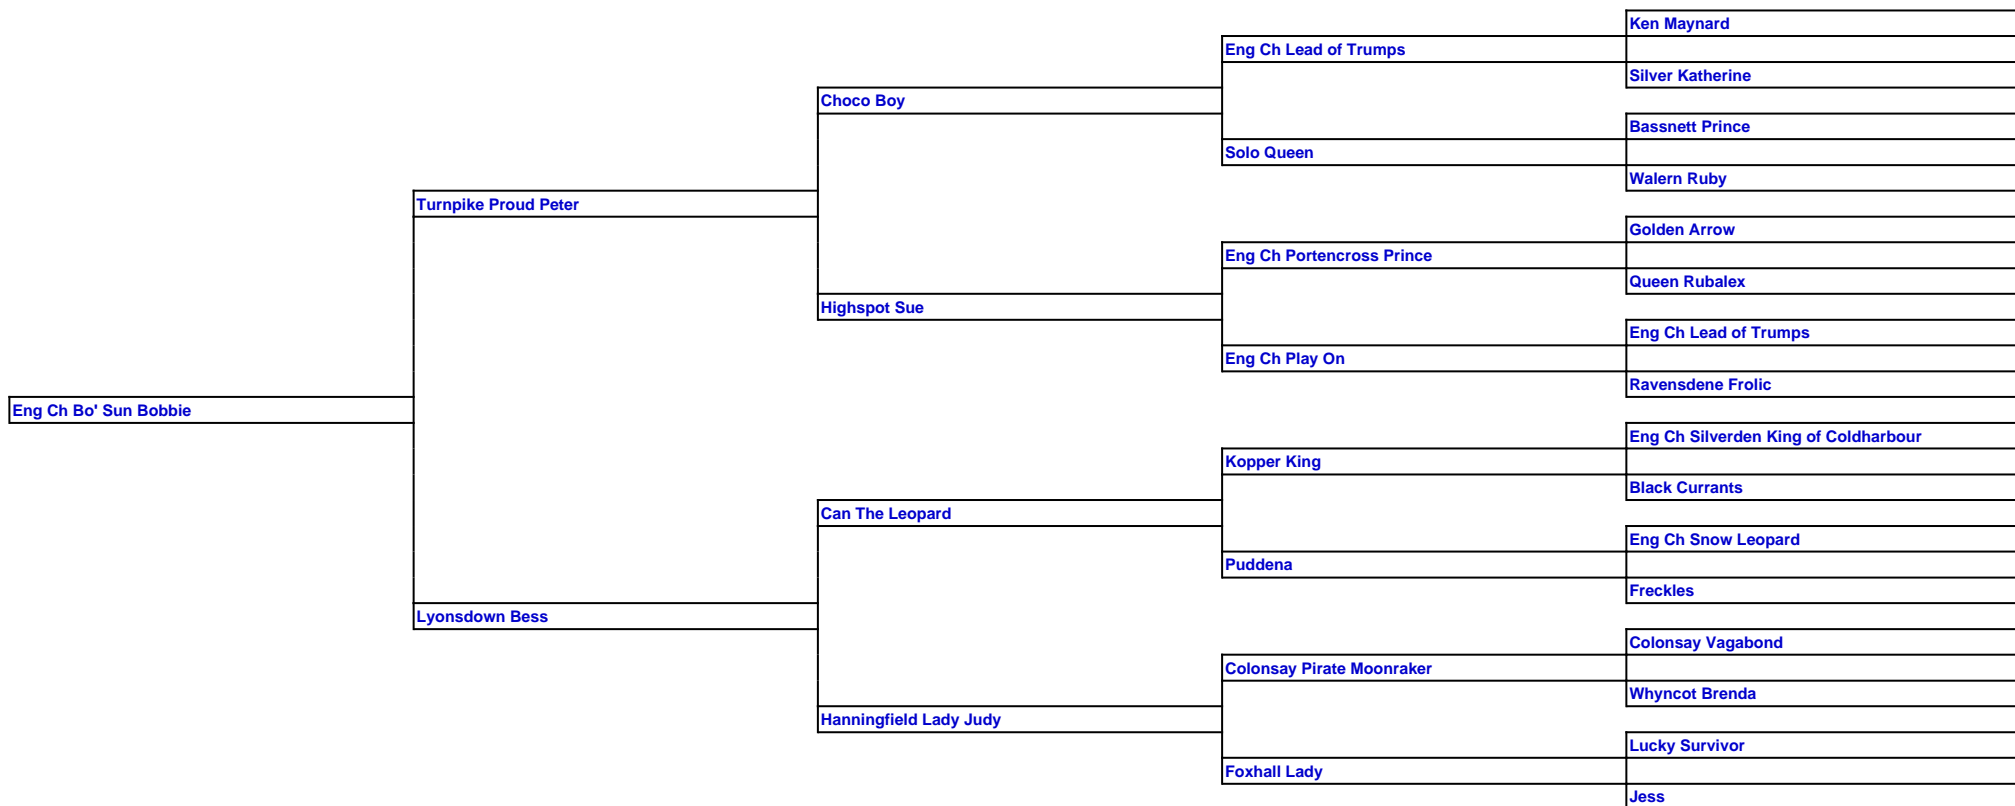 Ken Maynard
Eng Ch Lead of Trumps
Silver Katherine
Choco Boy
Bassnett Prince
Solo Queen
Walern Ruby
Turnpike Proud Peter
Golden Arrow
Eng Ch Portencross Prince
Queen Rubalex
Highspot Sue
Eng Ch Lead of Trumps
Eng Ch Play On
Ravensdene Frolic
Eng Ch Bo' Sun Bobbie
Eng Ch Silverden King of Coldharbour
Kopper King
Black Currants
Can The Leopard
Eng Ch Snow Leopard
Puddena
Freckles
Lyonsdown Bess
Colonsay Vagabond
Colonsay Pirate Moonraker
Whyncot Brenda
Hanningfield Lady Judy
Lucky Survivor
Foxhall Lady
Jess